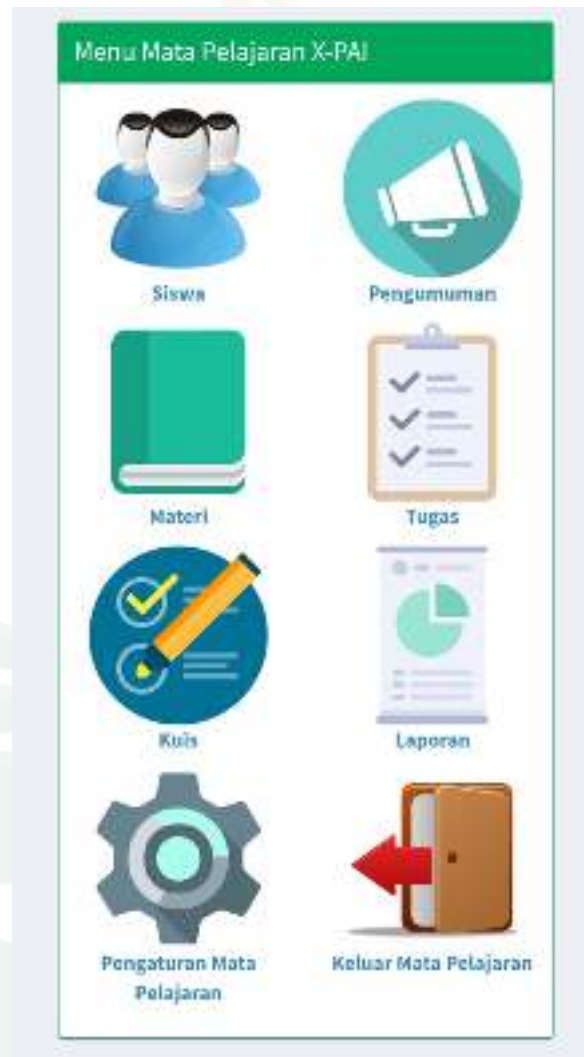 Menu Mata Pelajaran X-PAI
Siswa
Pengumuman
Materi
Tugas
Kuis
Laporan
Pengaturan Mata
Pelajaran
Keluar Mata Pelajaran